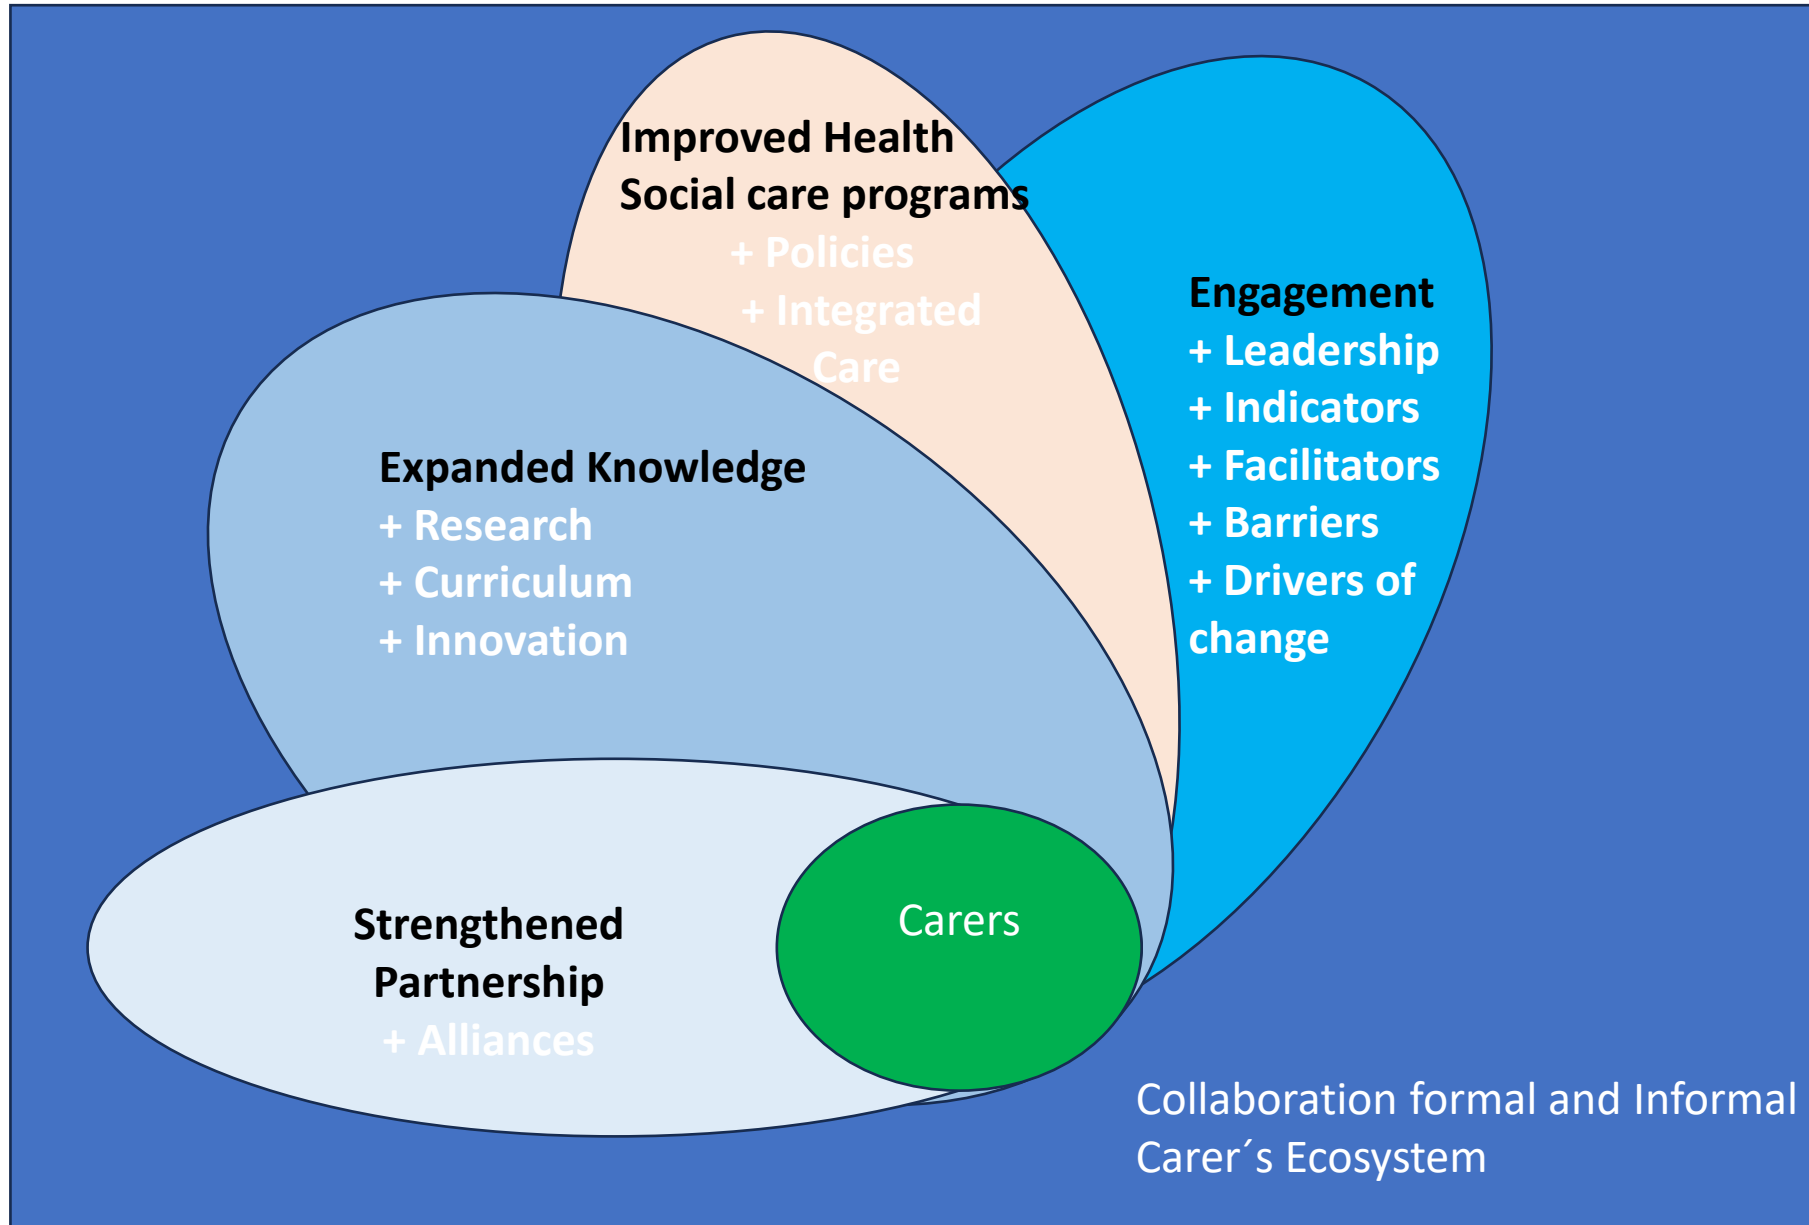 Improved Health
Social care programs
+ Policies
+ Integrated
Care
Engagement
+ Leadership
+ Indicators
+ Facilitators
+ Barriers
+ Drivers of
change
Expanded Knowledge
+ Research
+ Curriculum
+ Innovation
Strengthened
Partnership
+ Alliances
Carers
Collaboration formal and Informal
Carer´s Ecosystem